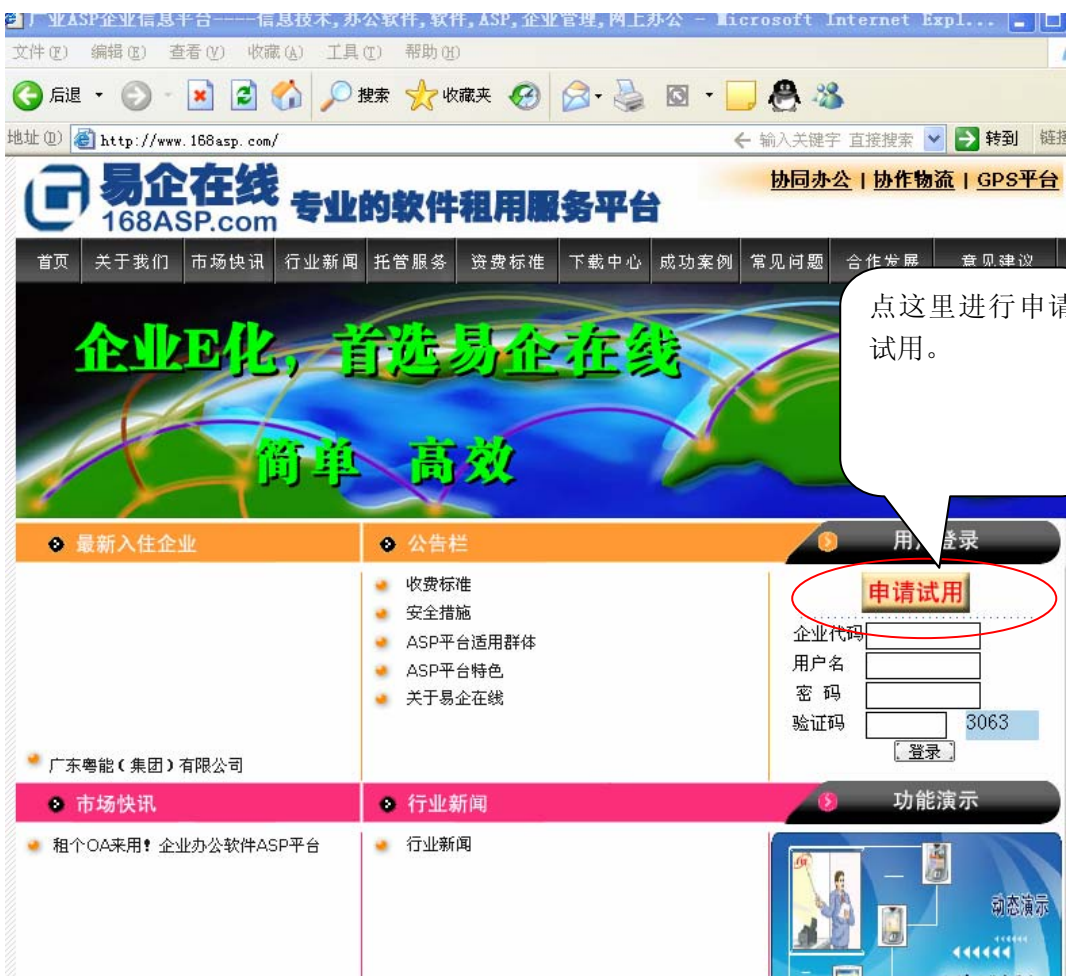 业ASP企业信息平台----信息技术,办公软件,软件,ASP,企业管理,网上办公 - Microsoft Internet Expl...
文件(F) 编辑(E) 查看(V) 收藏(A) 工具(T) 帮助(H)
后退 搜索 收藏夹
地址(D) http://www.168asp.com/ 输入关键字 直接搜索 转到 链接
易企在线 专业的软件租用服务平台
168ASP.com
协同办公 | 协作物流 | GPS平台
首页 关于我们 市场快讯 行业新闻 托管服务 资费标准 下载中心 成功案例 常见问题 合作发展 意见建议
点这里进行申请
试用。
企业E化，首选易企在线
简单 高效
最新入住企业
广东粤能(集团)有限公司
公告栏
收费标准
安全措施
ASP平台适用群体
ASP平台特色
关于易企在线
用户登录
申请试用
企业代码
用户名
密 码
验证码 3063
登录
市场快讯
租个OA来用! 企业办公软件ASP平台
行业新闻
行业新闻
功能演示
动态演示